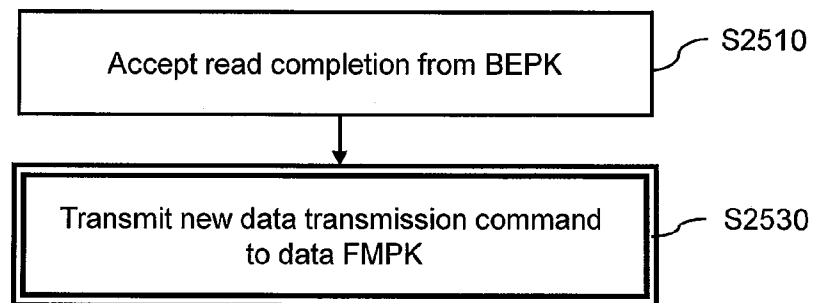 Accept read completion from BEPK
S2510
Transmit new data transmission command
to data FMPK
S2530